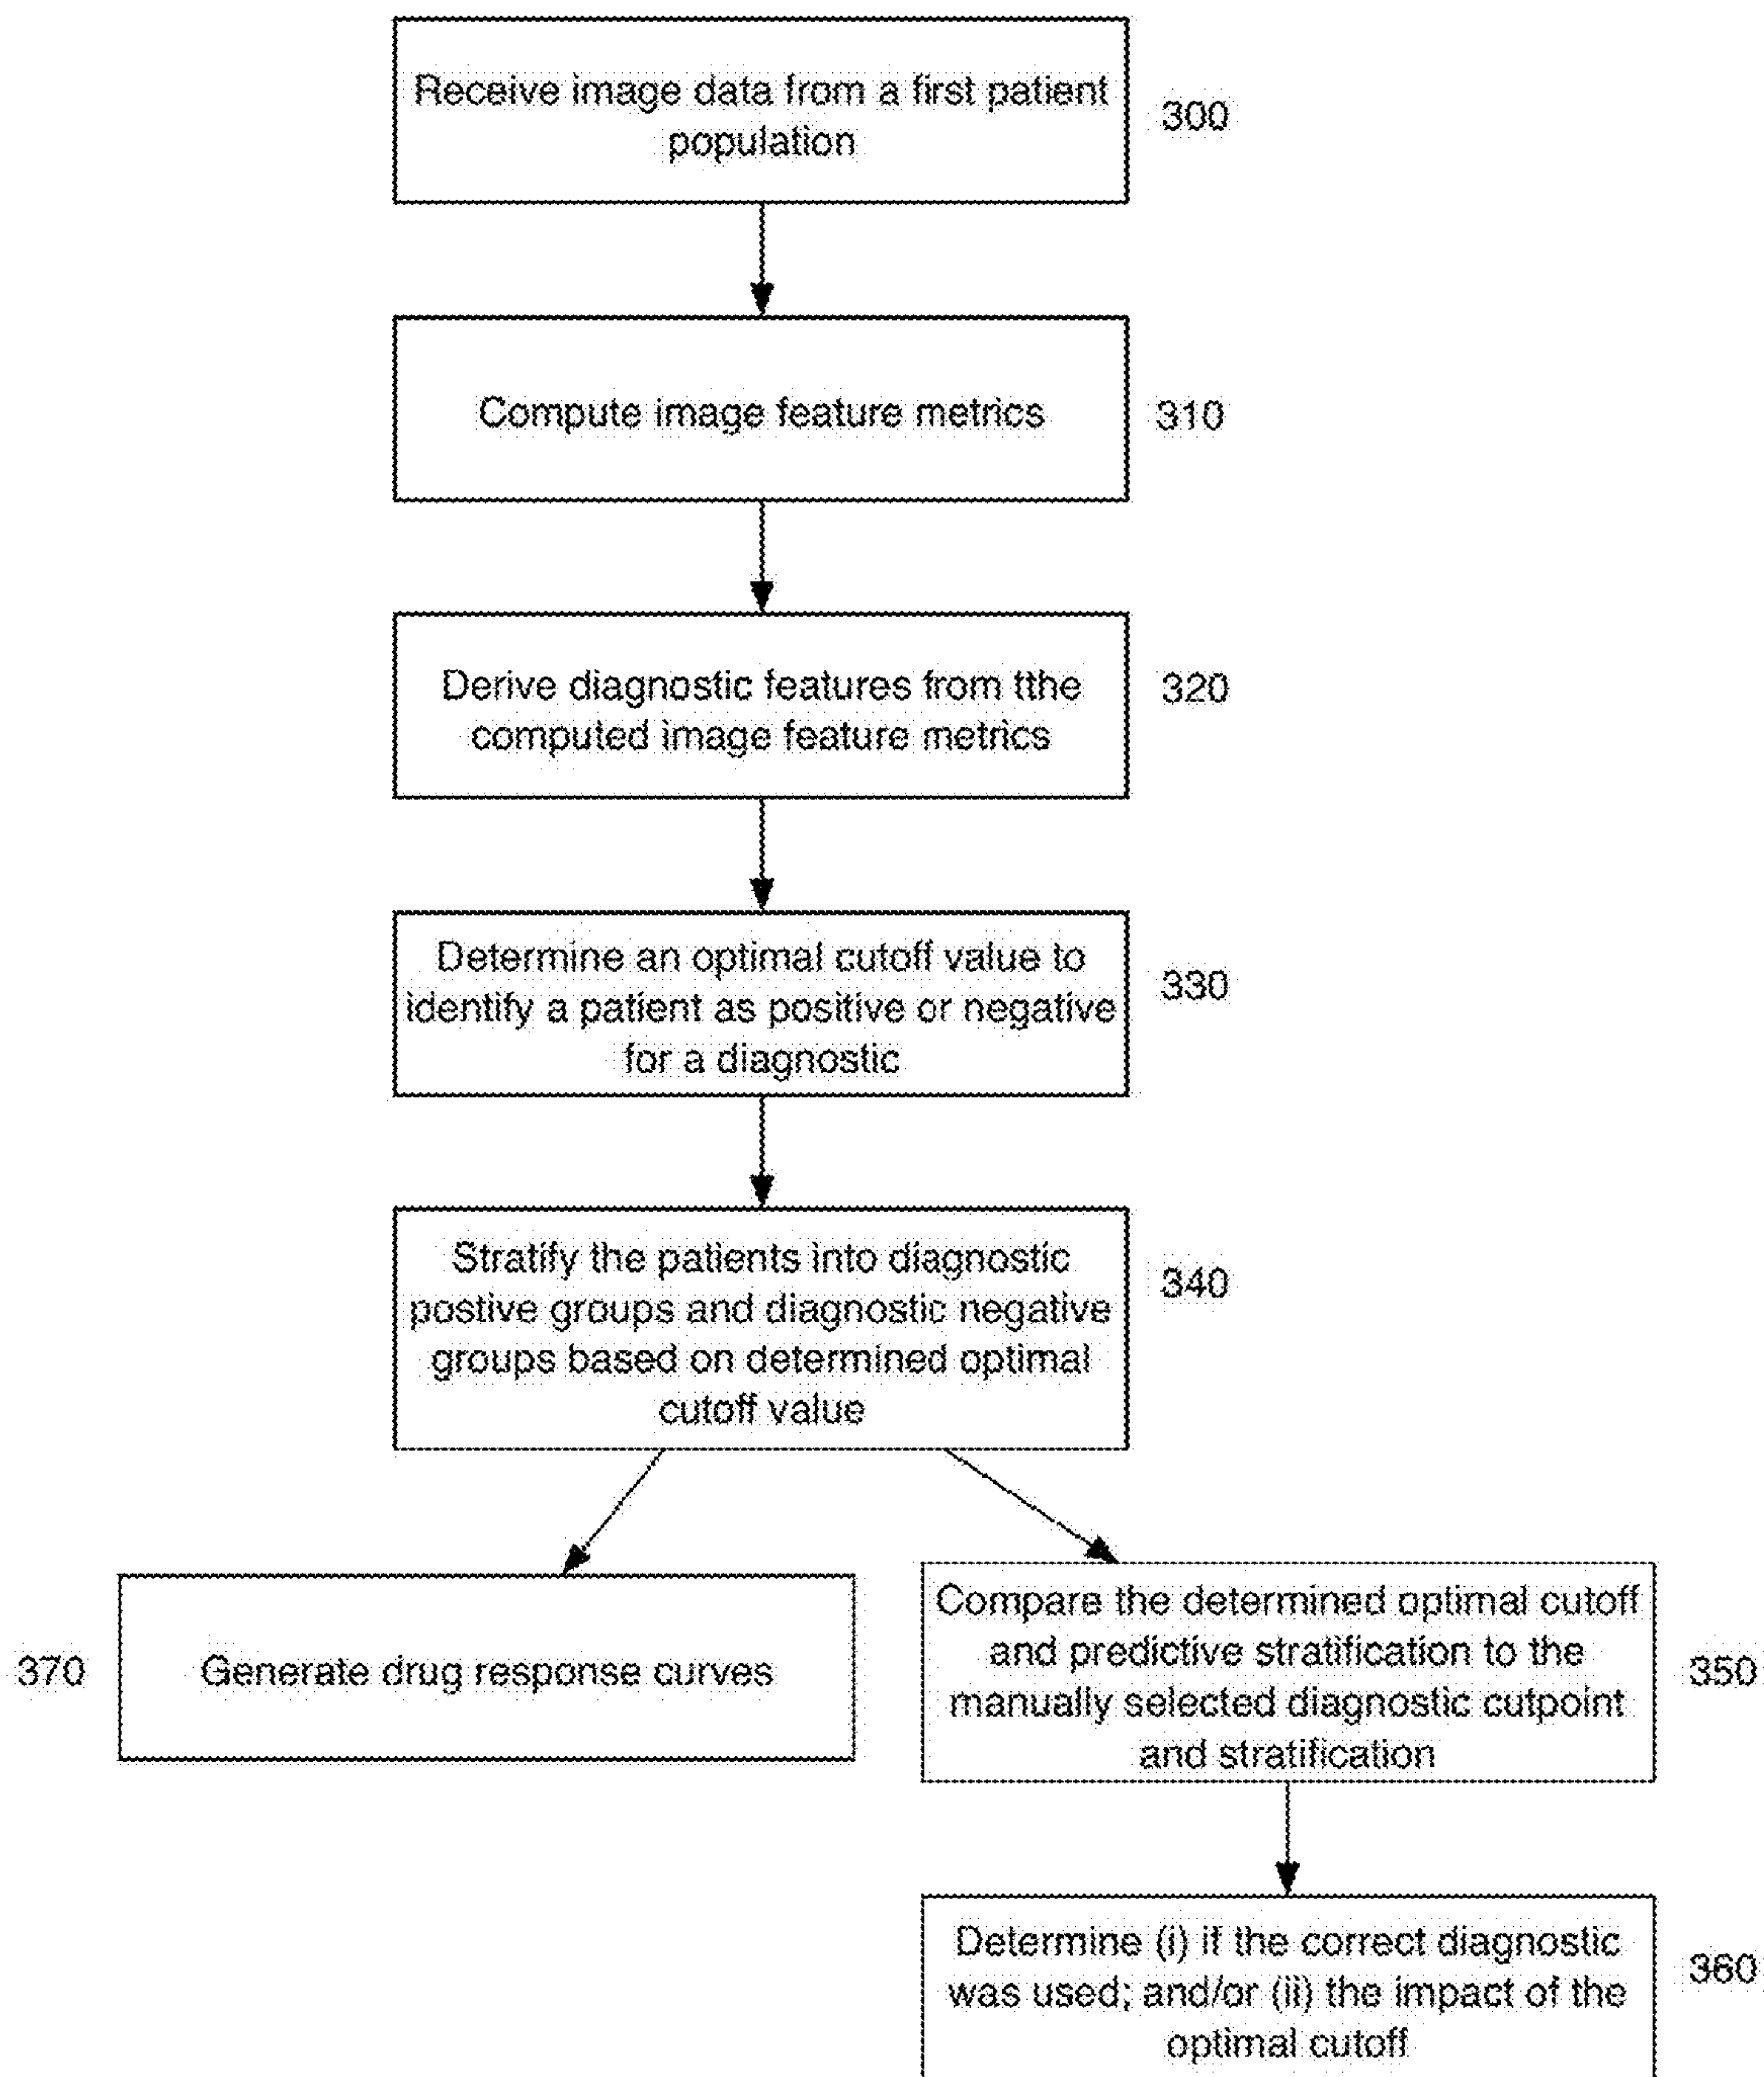 Receive image data from a first patient
population
300
Compute image feature metrics
310
Derive diagnostic features from tthe
computed image feature metrics
320
Determine an optimal cutoff value to
identify a patient as positive or negative
for a diagnostic
330
Stratify the patients into diagnostic
postive groups and diagnostic negative
groups based on determined optimal
cutoff value
340
370
Generate drug response curves
Compare the determined optimal cutoff
and predictive stratification to the
manually selected diagnostic cutpoint
and stratification
350
Determine (i) if the correct diagnostic
was used; and/or (ii) the impact of the
optimal cutoff
360